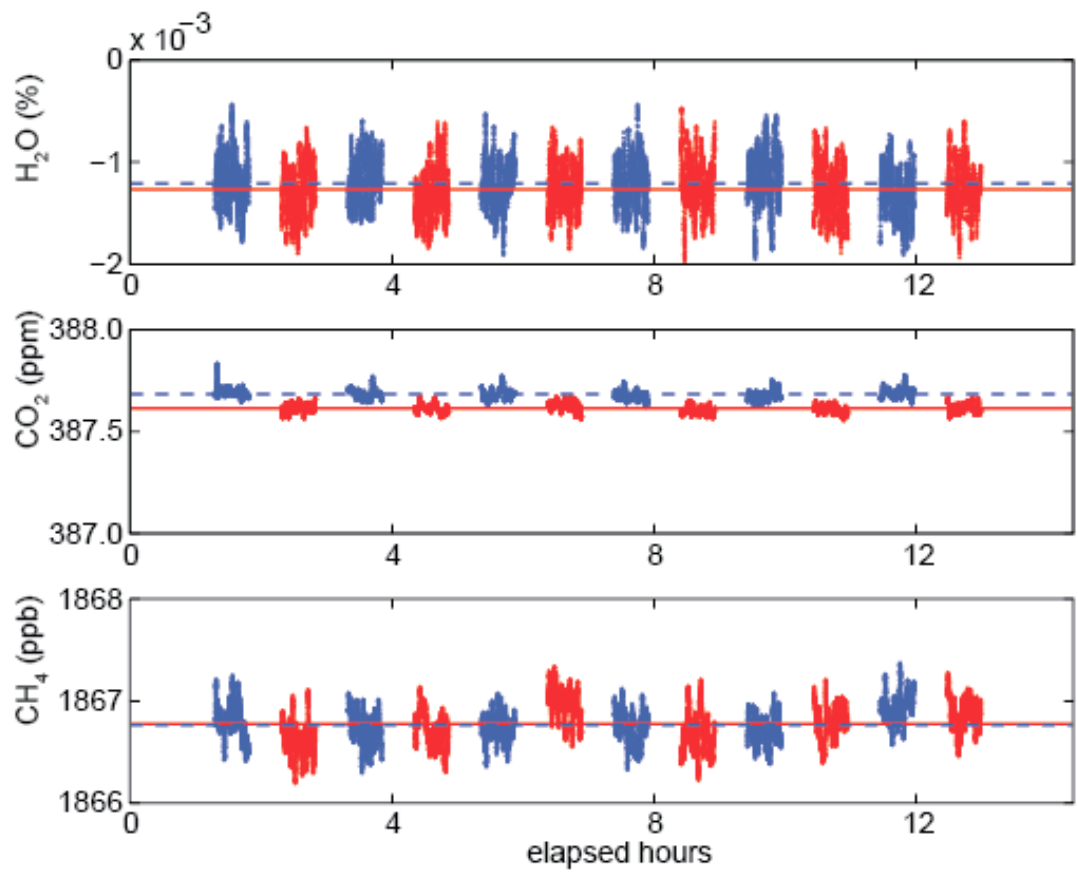 x 10⁻³
0
−1
−2
H₂O (%)
0 4 8 12
388.0
387.5
387.0
CO₂ (ppm)
0 4 8 12
1868
1867
1866
CH₄ (ppb)
0 4 8 12
elapsed hours